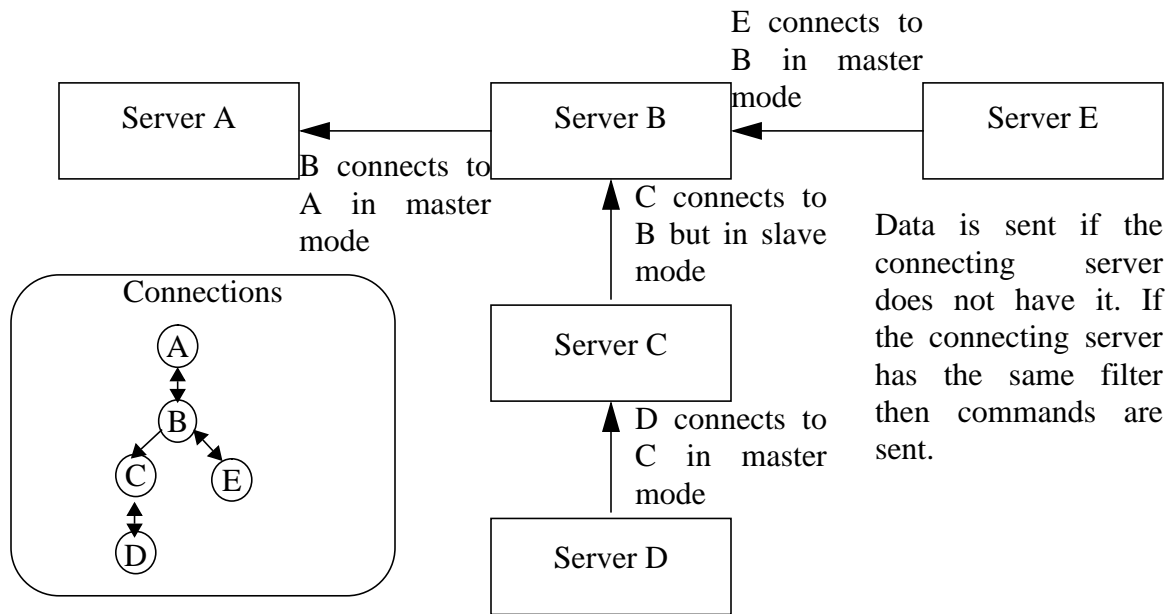 E connects to
B in master
mode
Server A
Server B
Server E
B connects to
A in master
mode
C connects to
B but in slave
mode
Data is sent if the
connecting server
does not have it. If
the connecting server
has the same filter
then commands are
sent.
Connections
A
B
C
E
D
Server C
D connects to
C in master
mode
Server D